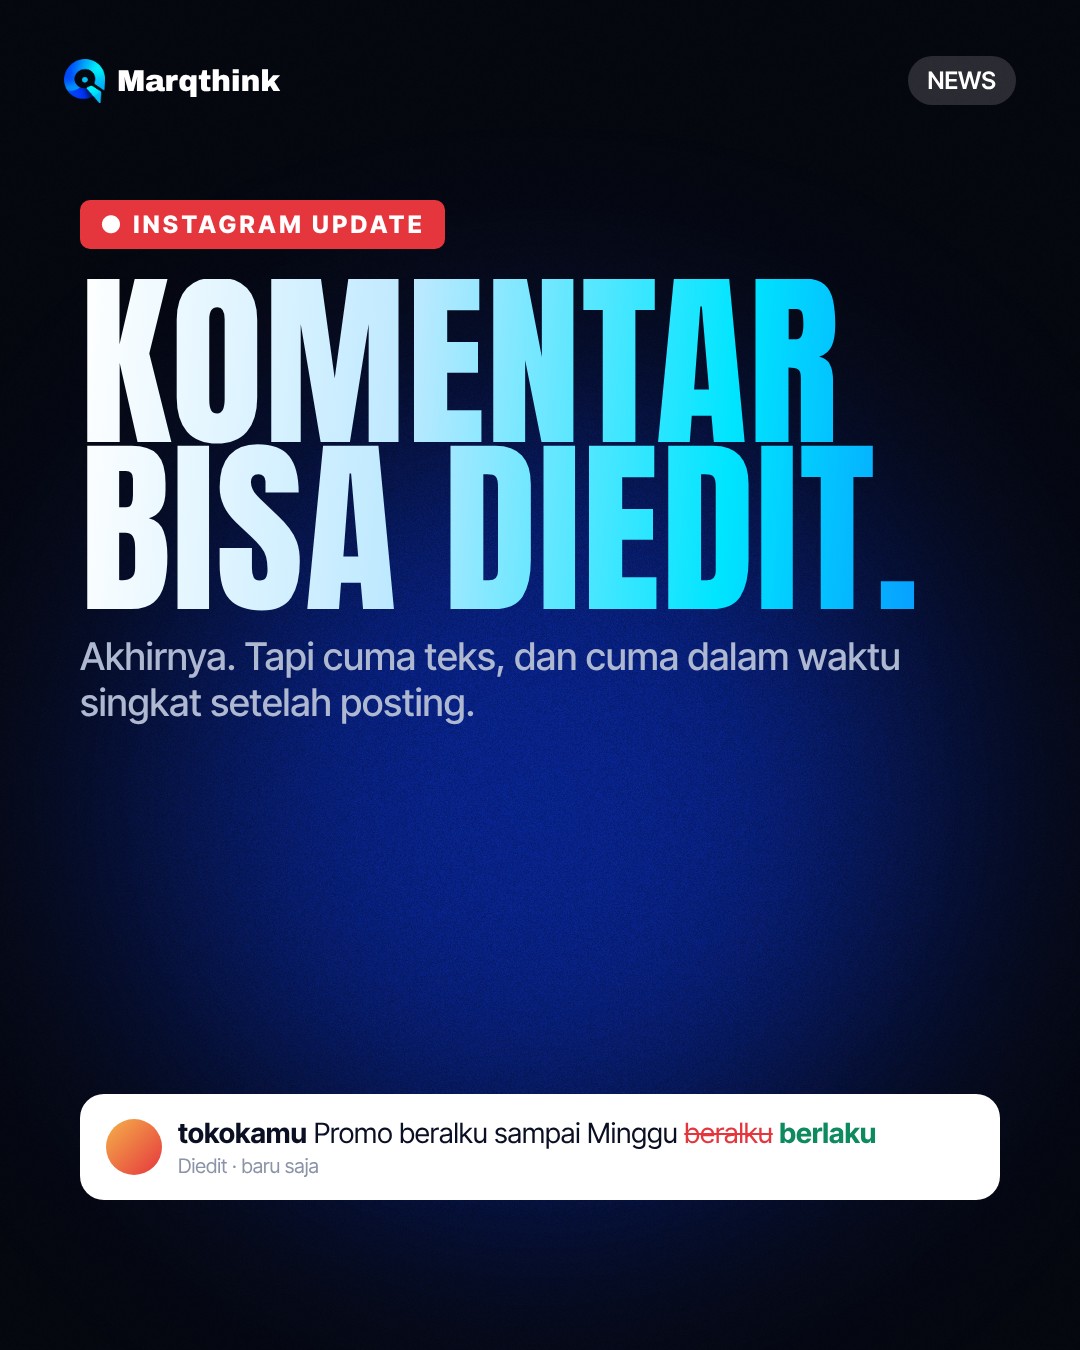 Marqthink
NEWS
INSTAGRAM UPDATE
KOMENTAR
BISA DIEDIT.
Akhirnya. Tapi cuma teks, dan cuma dalam waktu
singkat setelah posting.
tokokamu Promo beralku sampai Minggu beralku berlaku
Diedit · baru saja